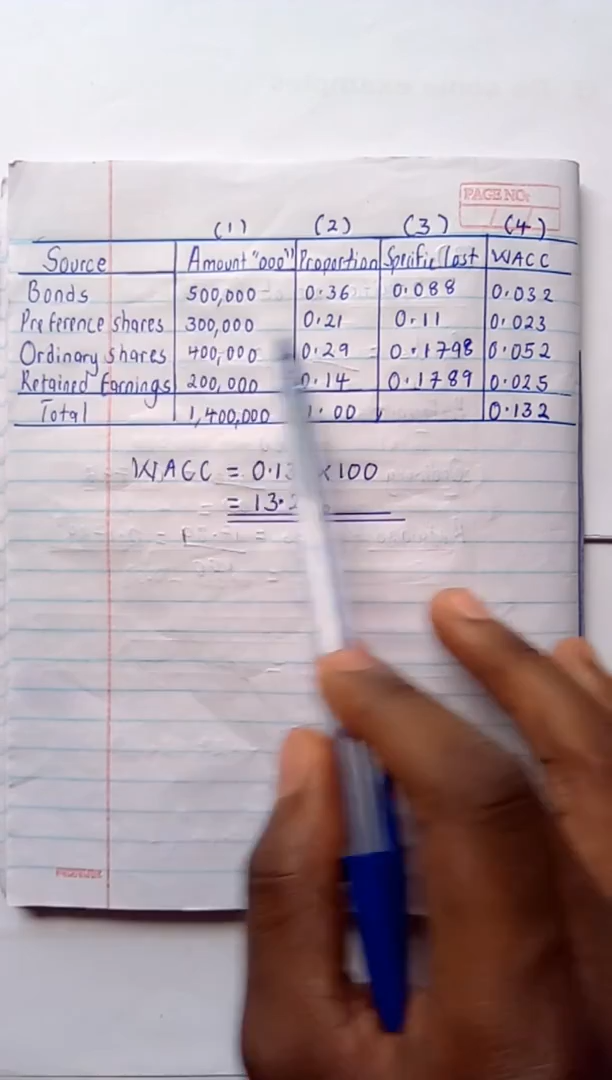 PAGE NO:
(1) (2) (3) (4)
Source Amount "000" Proportion Specific Cost WACC
Bonds 500,000 0.36 0.088 0.032
Preference shares 300,000 0.21 0.11 0.023
Ordinary shares 400,000 0.29 0.1798 0.052
Retained Earnings 200,000 0.14 0.1789 0.025
Total 1,400,000 1.00 0.132
WACC = 0.13 × 100
= 13.2